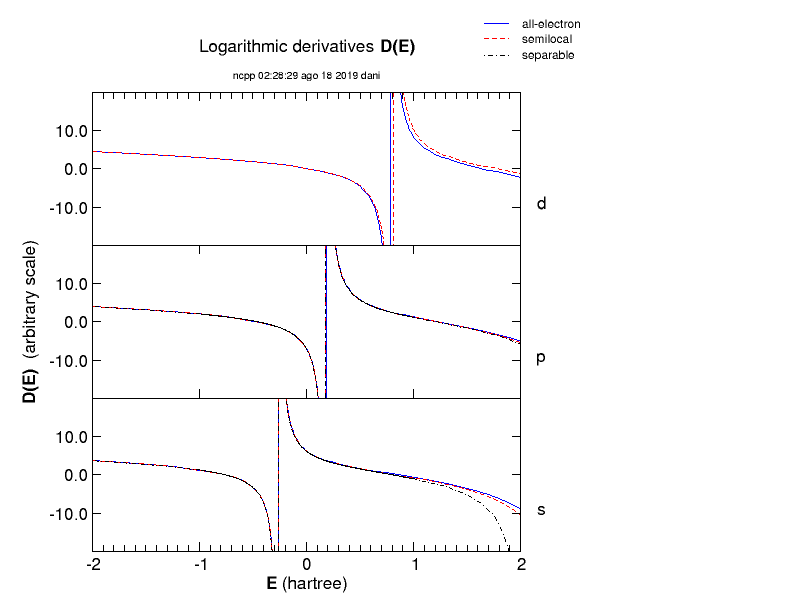 all-electron
Logarithmic derivatives D(E)
semilocal
separable
ncpp 02:28:29 ago 18 2019 dani
10.0
0.0
-10.0
d
10.0
0.0
-10.0
p
D(E) (arbitrary scale)
10.0
0.0
-10.0
s
-2 -1 0 1 2
E (hartree)